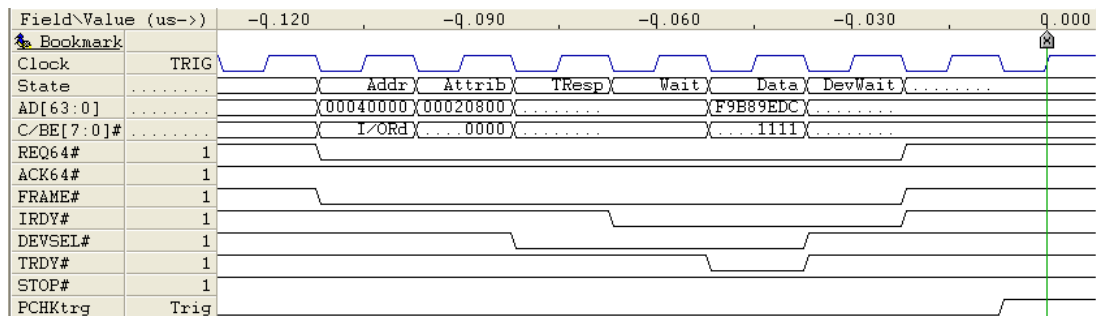 Field\Value (us->) -0.120 -0.090 -0.060 -0.030 0.000
Bookmark
Clock TRIG
State ........ Addr Attrib TResp Wait Data DevWait ........
AD[63:0] ........ 00040000 00020800 ........ F9B89EDC ........
C/BE[7:0]# ........ I/ORd ....0000 ........ ....1111 ........
REQ64# 1
ACK64# 1
FRAME# 1
IRDY# 1
DEVSEL# 1
TRDY# 1
STOP# 1
PCHKtrg Trig